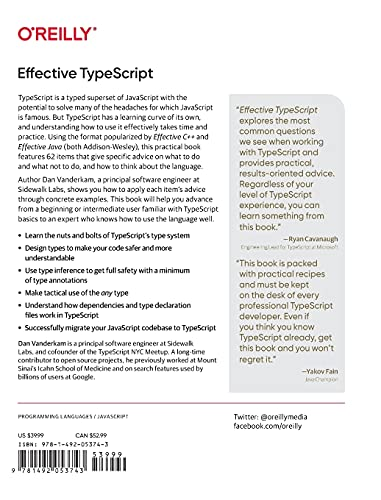 O'REILLY®
Effective TypeScript
TypeScript is a typed superset of JavaScript with the
potential to solve many of the headaches for which JavaScript
is famous. But TypeScript has a learning curve of its own,
and understanding how to use it effectively takes time and
practice. Using the format popularized by Effective C++ and
Effective Java (both Addison-Wesley), this practical book
features 62 items that give specific advice on what to do
and what not to do, and how to think about the language.
Author Dan Vanderkam, a principal software engineer at
Sidewalk Labs, shows you how to apply each item's advice
through concrete examples. This book will help you advance
from a beginning or intermediate user familiar with TypeScript
basics to an expert who knows how to use the language well.
• Learn the nuts and bolts of TypeScript's type system
• Design types to make your code safer and more
understandable
• Use type inference to get full safety with a minimum
of type annotations
• Make tactical use of the any type
• Understand how dependencies and type declaration
files work in TypeScript
• Successfully migrate your JavaScript codebase to TypeScript
Dan Vanderkam is a principal software engineer at Sidewalk
Labs, and cofounder of the TypeScript NYC Meetup. A long-time
contributor to open source projects, he previously worked at Mount
Sinai's Icahn School of Medicine and on search features used by
billions of users at Google.
"Effective TypeScript
explores the most
common questions
we see when working
with TypeScript and
provides practical,
results-oriented advice.
Regardless of your
level of TypeScript
experience, you can
learn something from
this book."
—Ryan Cavanaugh
Engineering Lead for TypeScript at Microsoft
"This book is packed
with practical recipes
and must be kept
on the desk of every
professional TypeScript
developer. Even if
you think you know
TypeScript already, get
this book and you won't
regret it."
—Yakov Fain
Java Champion
PROGRAMMING LANGUAGES / JAVASCRIPT
Twitter: @oreillymedia
facebook.com/oreilly
US $39.99 CAN $52.99
ISBN: 978-1-492-05374-3
53999
9 781492 053743